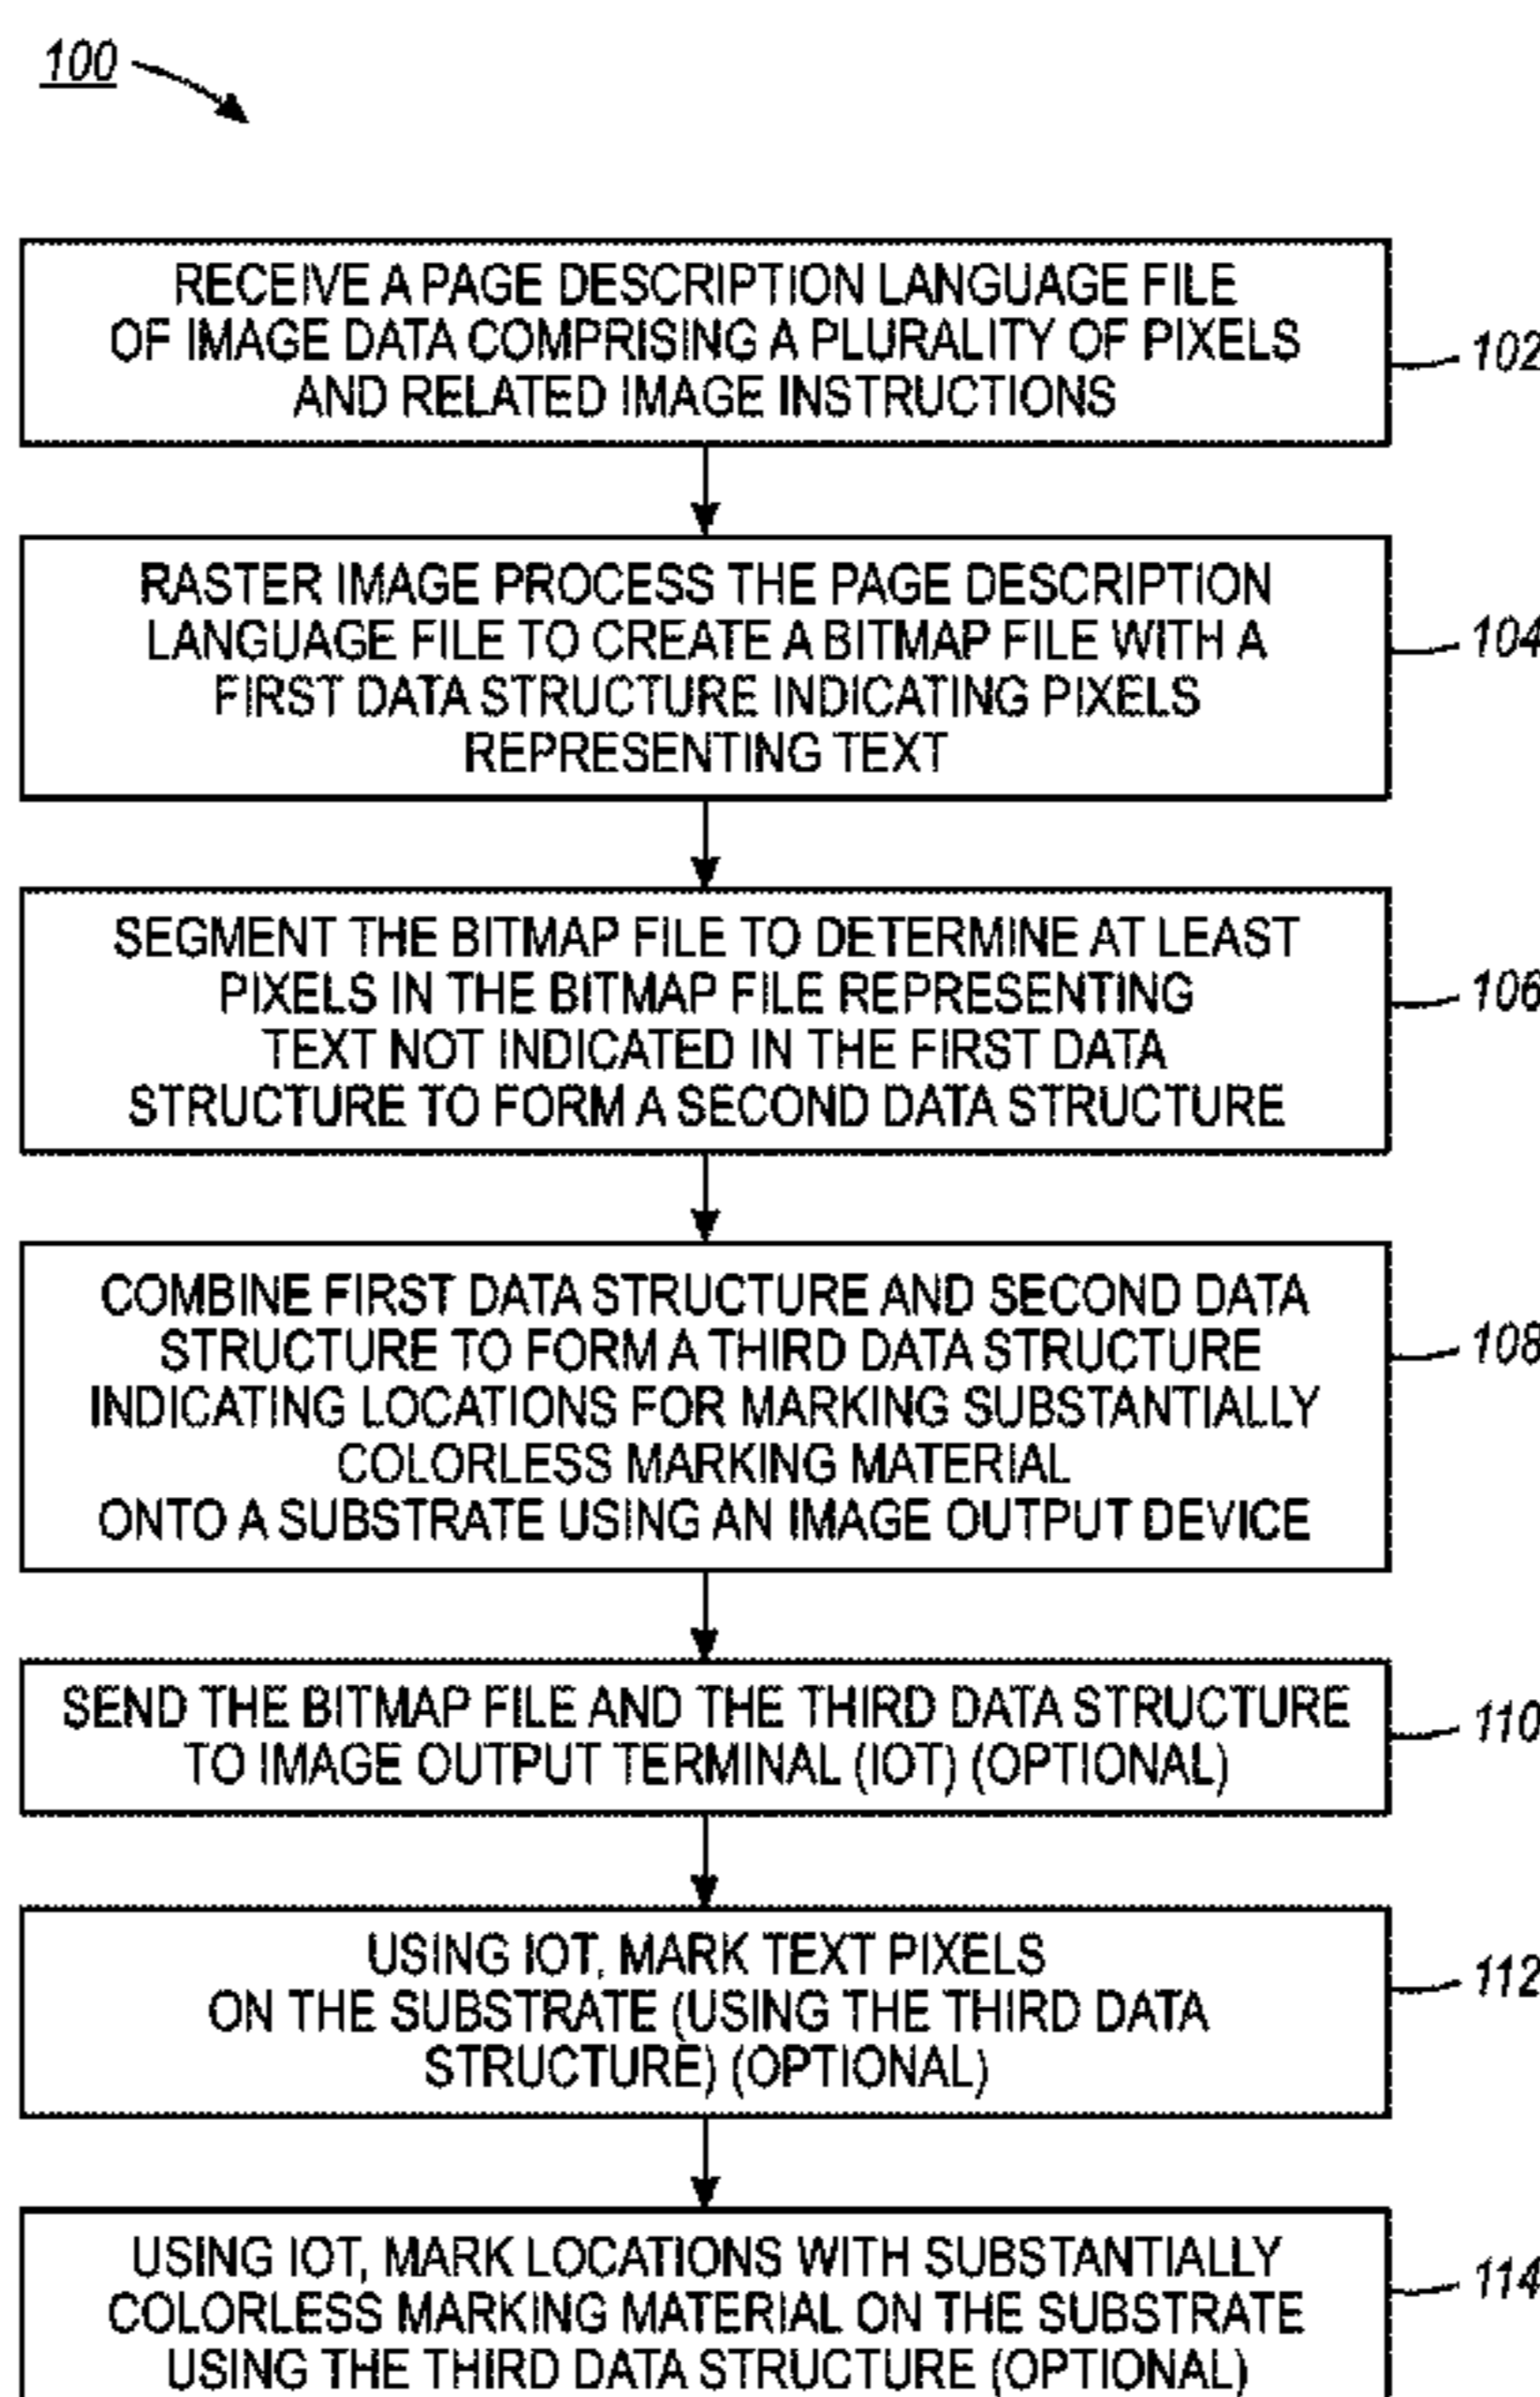 100
RECEIVE A PAGE DESCRIPTION LANGUAGE FILE
OF IMAGE DATA COMPRISING A PLURALITY OF PIXELS
AND RELATED IMAGE INSTRUCTIONS
102
RASTER IMAGE PROCESS THE PAGE DESCRIPTION
LANGUAGE FILE TO CREATE A BITMAP FILE WITH A
FIRST DATA STRUCTURE INDICATING PIXELS
REPRESENTING TEXT
104
SEGMENT THE BITMAP FILE TO DETERMINE AT LEAST
PIXELS IN THE BITMAP FILE REPRESENTING
TEXT NOT INDICATED IN THE FIRST DATA
STRUCTURE TO FORM A SECOND DATA STRUCTURE
106
COMBINE FIRST DATA STRUCTURE AND SECOND DATA
STRUCTURE TO FORM A THIRD DATA STRUCTURE
INDICATING LOCATIONS FOR MARKING SUBSTANTIALLY
COLORLESS MARKING MATERIAL
ONTO A SUBSTRATE USING AN IMAGE OUTPUT DEVICE
108
SEND THE BITMAP FILE AND THE THIRD DATA STRUCTURE
TO IMAGE OUTPUT TERMINAL (IOT) (OPTIONAL)
110
USING IOT, MARK TEXT PIXELS
ON THE SUBSTRATE (USING THE THIRD DATA
STRUCTURE) (OPTIONAL)
112
USING IOT, MARK LOCATIONS WITH SUBSTANTIALLY
COLORLESS MARKING MATERIAL ON THE SUBSTRATE
USING THE THIRD DATA STRUCTURE (OPTIONAL)
114